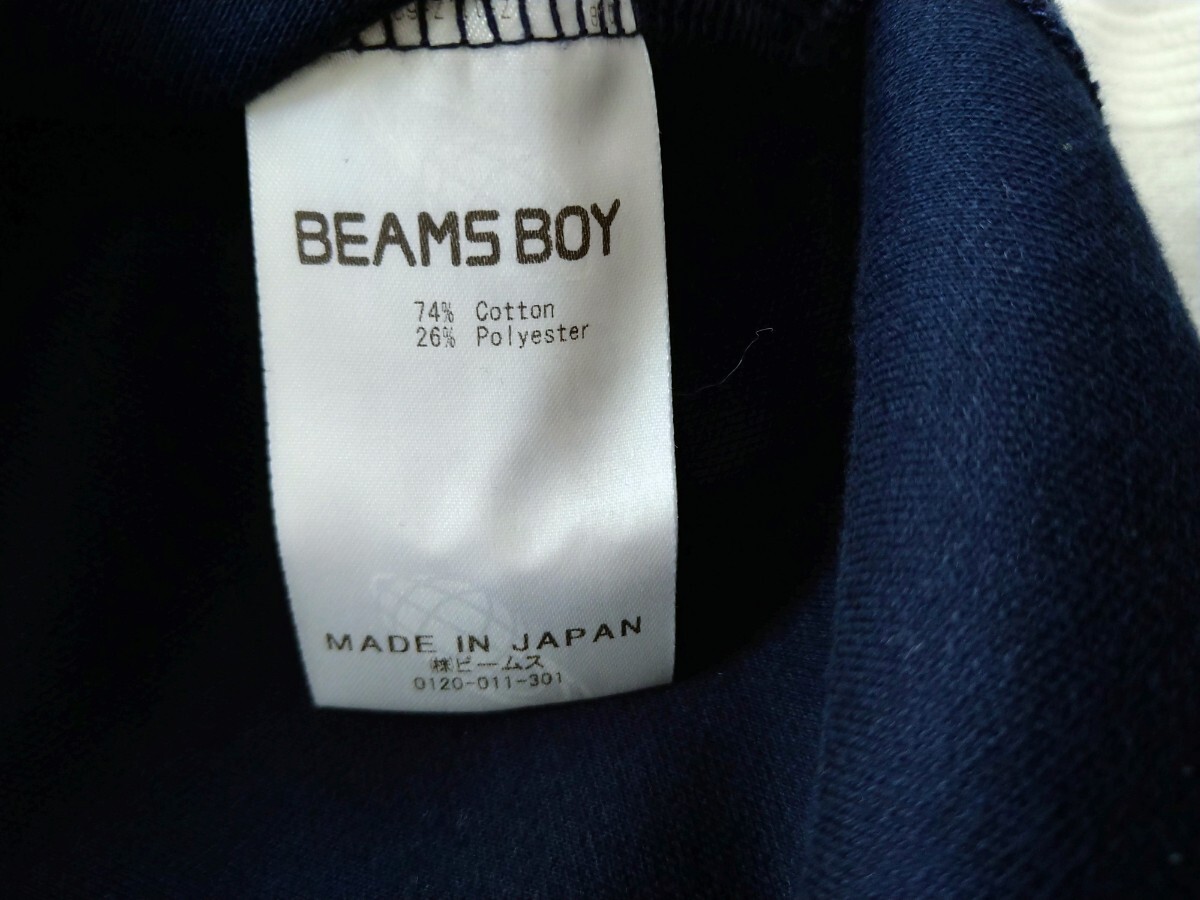 BEAMS BOY
74% Cotton
26% Polyester
MADE IN JAPAN
㈱ビームス
0120-011-301